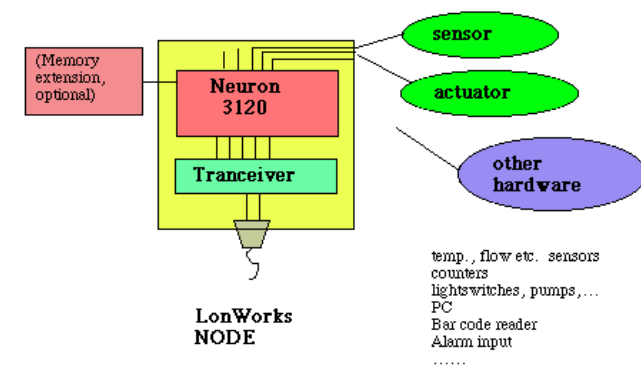 (Memory
extension,
optional)
Neuron
3120
Tranceiver
sensor
actuator
other
hardware
LonWorks
NODE
temp., flow etc. sensors
counters
lightswitches, pumps,...
PC
Bar code reader
Alarm input
......